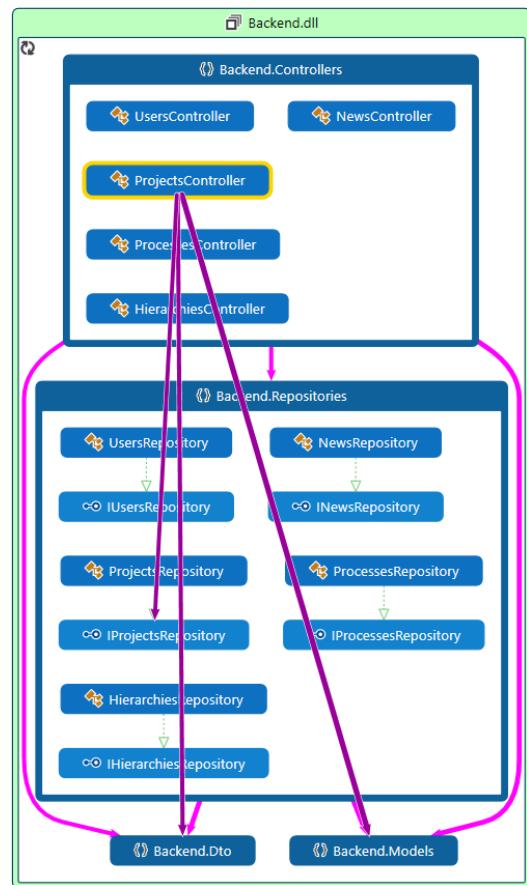 Backend.dll
Backend.Controllers
UsersController
NewsController
ProjectsController
ProcessesController
HierarchiesController
Backend.Repositories
UsersRepository
NewsRepository
IUsersRepository
INewsRepository
ProjectsRepository
ProcessesRepository
IProjectsRepository
IProcessesRepository
HierarchiesRepository
IHierarchiesRepository
Backend.Dto
Backend.Models